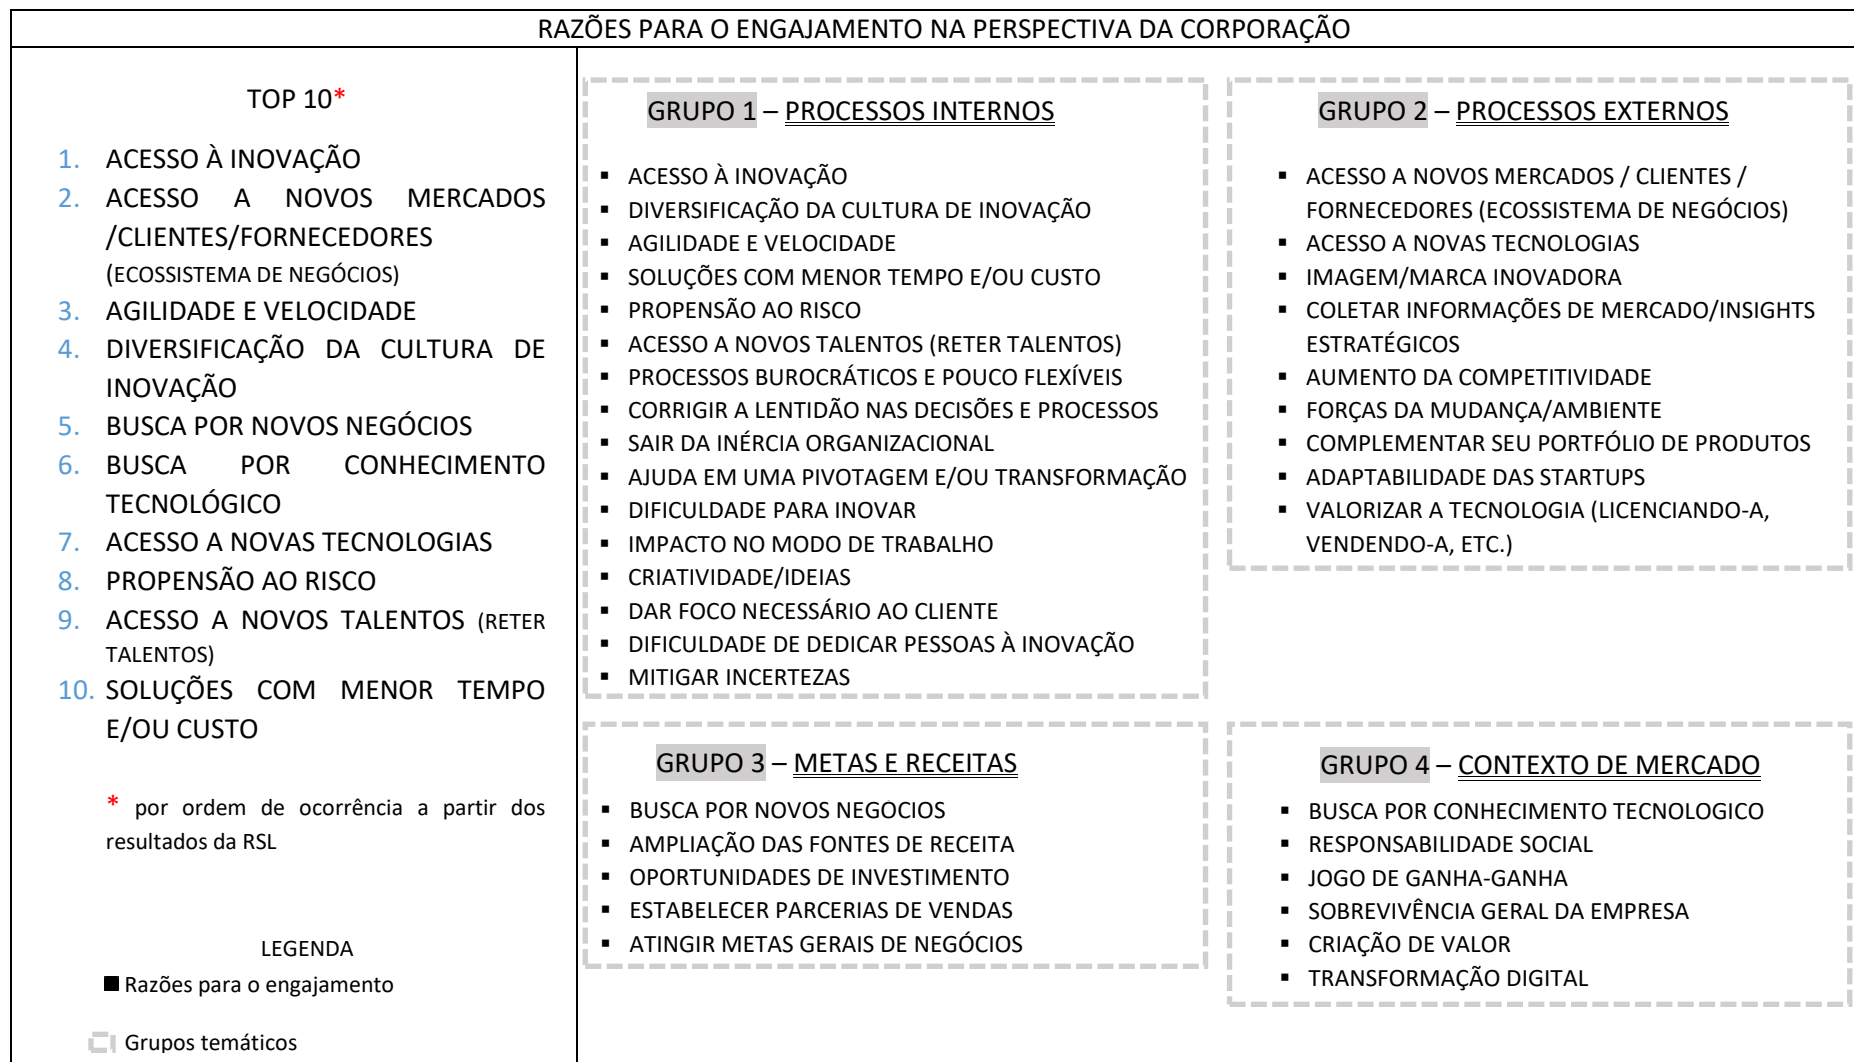 RAZÕES PARA O ENGAJAMENTO NA PERSPECTIVA DA CORPORAÇÃO
TOP 10*
1. ACESSO À INOVAÇÃO
2. ACESSO A NOVOS MERCADOS
/CLIENTES/FORNECEDORES
(ECOSSISTEMA DE NEGÓCIOS)
3. AGILIDADE E VELOCIDADE
4. DIVERSIFICAÇÃO DA CULTURA DE
INOVAÇÃO
5. BUSCA POR NOVOS NEGÓCIOS
6. BUSCA POR CONHECIMENTO
TECNOLÓGICO
7. ACESSO A NOVAS TECNOLOGIAS
8. PROPENSÃO AO RISCO
9. ACESSO A NOVOS TALENTOS (RETER
TALENTOS)
10. SOLUÇÕES COM MENOR TEMPO
E/OU CUSTO
* por ordem de ocorrência a partir dos
resultados da RSL
LEGENDA
Razões para o engajamento
Grupos temáticos
GRUPO 1 – PROCESSOS INTERNOS
▪ ACESSO À INOVAÇÃO
▪ DIVERSIFICAÇÃO DA CULTURA DE INOVAÇÃO
▪ AGILIDADE E VELOCIDADE
▪ SOLUÇÕES COM MENOR TEMPO E/OU CUSTO
▪ PROPENSÃO AO RISCO
▪ ACESSO A NOVOS TALENTOS (RETER TALENTOS)
▪ PROCESSOS BUROCRÁTICOS E POUCO FLEXÍVEIS
▪ CORRIGIR A LENTIDÃO NAS DECISÕES E PROCESSOS
▪ SAIR DA INÉRCIA ORGANIZACIONAL
▪ AJUDA EM UMA PIVOTAGEM E/OU TRANSFORMAÇÃO
▪ DIFICULDADE PARA INOVAR
▪ IMPACTO NO MODO DE TRABALHO
▪ CRIATIVIDADE/IDEIAS
▪ DAR FOCO NECESSÁRIO AO CLIENTE
▪ DIFICULDADE DE DEDICAR PESSOAS À INOVAÇÃO
▪ MITIGAR INCERTEZAS
GRUPO 2 – PROCESSOS EXTERNOS
▪ ACESSO A NOVOS MERCADOS / CLIENTES /
FORNECEDORES (ECOSSISTEMA DE NEGÓCIOS)
▪ ACESSO A NOVAS TECNOLOGIAS
▪ IMAGEM/MARCA INOVADORA
▪ COLETAR INFORMAÇÕES DE MERCADO/INSIGHTS
ESTRATÉGICOS
▪ AUMENTO DA COMPETITIVIDADE
▪ FORÇAS DA MUDANÇA/AMBIENTE
▪ COMPLEMENTAR SEU PORTFÓLIO DE PRODUTOS
▪ ADAPTABILIDADE DAS STARTUPS
▪ VALORIZAR A TECNOLOGIA (LICENCIANDO-A,
VENDENDO-A, ETC.)
GRUPO 3 – METAS E RECEITAS
▪ BUSCA POR NOVOS NEGOCIOS
▪ AMPLIAÇÃO DAS FONTES DE RECEITA
▪ OPORTUNIDADES DE INVESTIMENTO
▪ ESTABELECER PARCERIAS DE VENDAS
▪ ATINGIR METAS GERAIS DE NEGÓCIOS
GRUPO 4 – CONTEXTO DE MERCADO
▪ BUSCA POR CONHECIMENTO TECNOLOGICO
▪ RESPONSABILIDADE SOCIAL
▪ JOGO DE GANHA-GANHA
▪ SOBREVIVÊNCIA GERAL DA EMPRESA
▪ CRIAÇÃO DE VALOR
▪ TRANSFORMAÇÃO DIGITAL